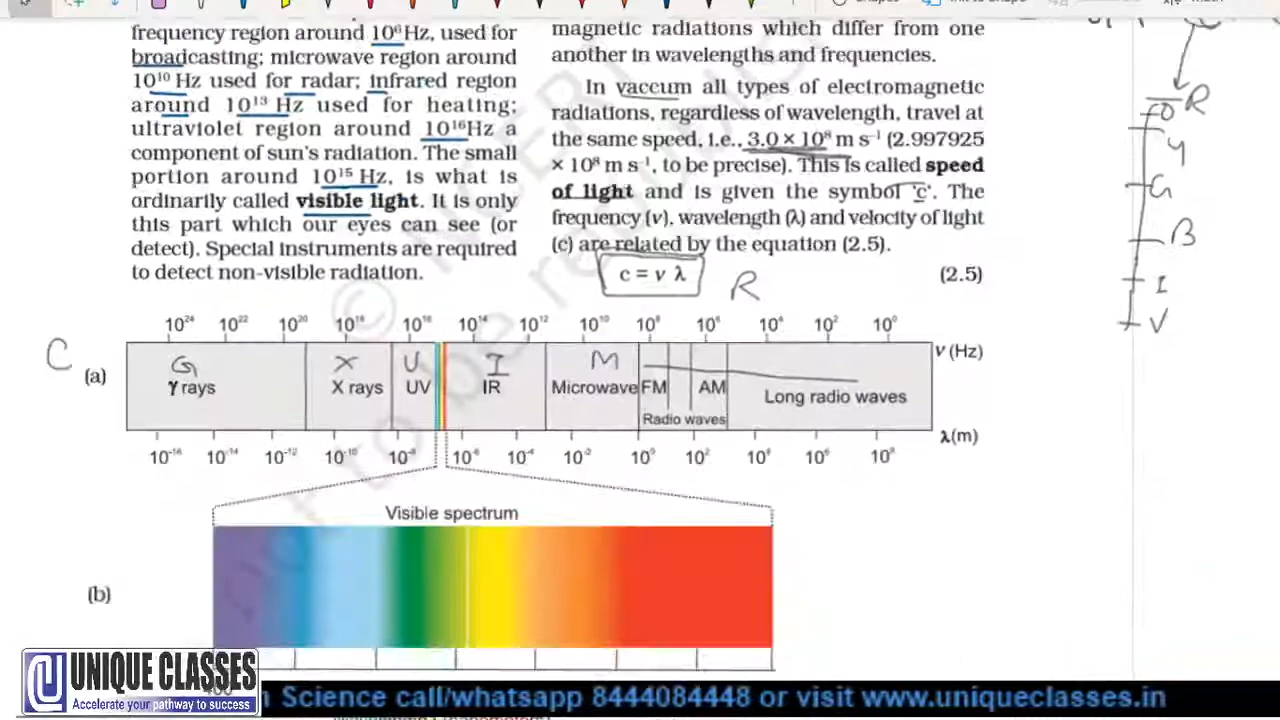 frequency region around 10⁶ Hz, used for
broadcasting; microwave region around
10¹⁰ Hz used for radar; infrared region
around 10¹³ Hz used for heating;
ultraviolet region around 10¹⁶Hz a
component of sun's radiation. The small
portion around 10¹⁵ Hz, is what is
ordinarily called visible light. It is only
this part which our eyes can see (or
detect). Special instruments are required
to detect non-visible radiation.
magnetic radiations which differ from one
another in wavelengths and frequencies.
In vaccum all types of electromagnetic
radiations, regardless of wavelength, travel at
the same speed, i.e., 3.0 × 10⁸ m s⁻¹ (2.997925
× 10⁸ m s⁻¹, to be precise). This is called speed
of light and is given the symbol 'c'. The
frequency (ν), wavelength (λ) and velocity of light
(c) are related by the equation (2.5).
c = ν λ (2.5)
R
R
O
Y
G
B
I
V
10²⁴ 10²² 10²⁰ 10¹⁸ 10¹⁶ 10¹⁴ 10¹² 10¹⁰ 10⁸ 10⁶ 10⁴ 10² 10⁰
ν (Hz)
C
(a)
G X U I M
γ rays X rays UV IR Microwave FM AM Long radio waves
Radio waves
λ(m)
10⁻¹⁶ 10⁻¹⁴ 10⁻¹² 10⁻¹⁰ 10⁻⁸ 10⁻⁶ 10⁻⁴ 10⁻² 10⁰ 10² 10⁴ 10⁶ 10⁸
Visible spectrum
(b)
UNIQUE CLASSES
Accelerate your pathway to success
Science call/whatsapp 8444084448 or visit www.uniqueclasses.in